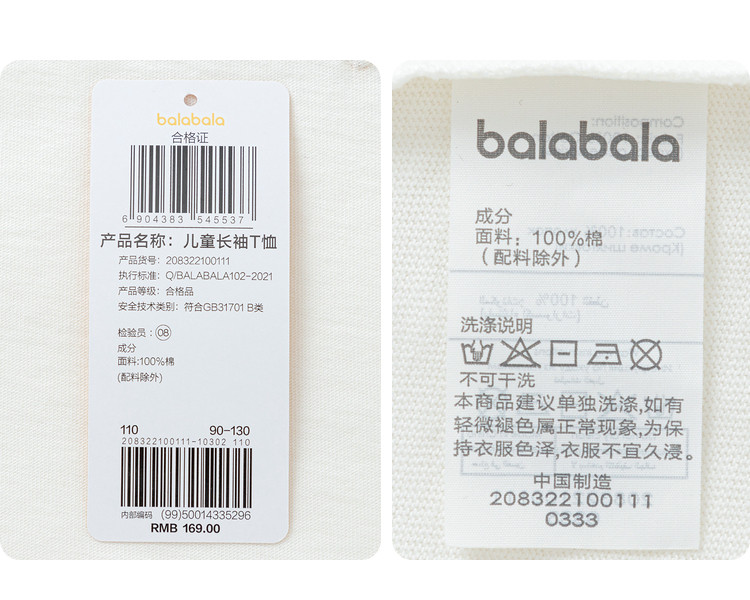 balabala
合格证
6 904383 545537
产品名称：儿童长袖T恤
产品货号：208322100111
执行标准：Q/BALABALA102-2021
产品等级：合格品
安全技术类别：符合GB31701 B类
检验员：08
成分
面料:100%棉
(配料除外)
110 90-130
208322100111-10302 110
内部编码 (99)50014335296
RMB 169.00
balabala
成分
面料：100%棉
（配料除外）
洗涤说明
不可干洗
本商品建议单独洗涤,如有
轻微褪色属正常现象,为保
持衣服色泽,衣服不宜久浸。
中国制造
208322100111
0333